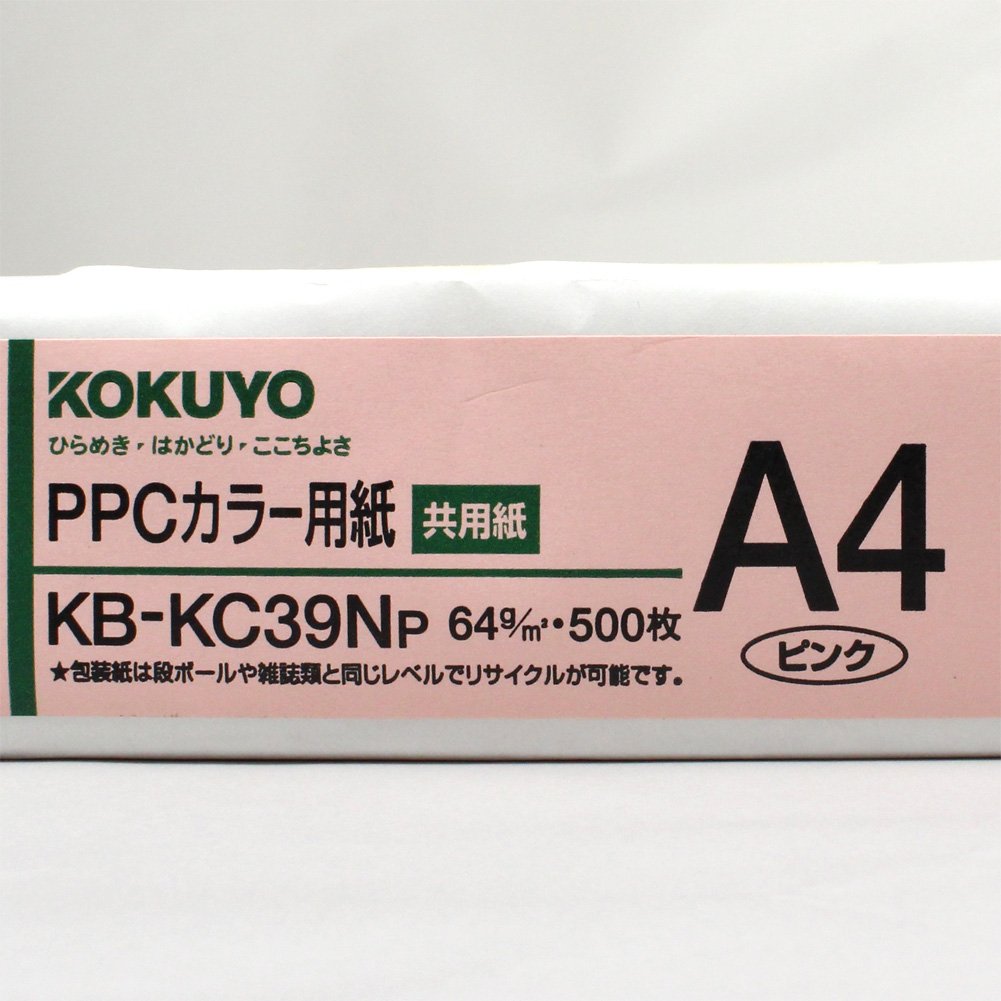 KOKUYO
ひらめき・はかどり・ここちよさ
PPCカラー用紙 共用紙
A4
KB-KC39NP 64g/m²・500枚
ピンク
★包装紙は段ボールや雑誌類と同じレベルでリサイクルが可能です。